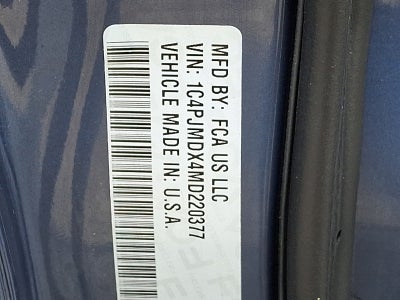 MFD BY: FCA US LLC
VIN: 1C4PJMDX4MD220377
VEHICLE MADE IN: U.S.A.